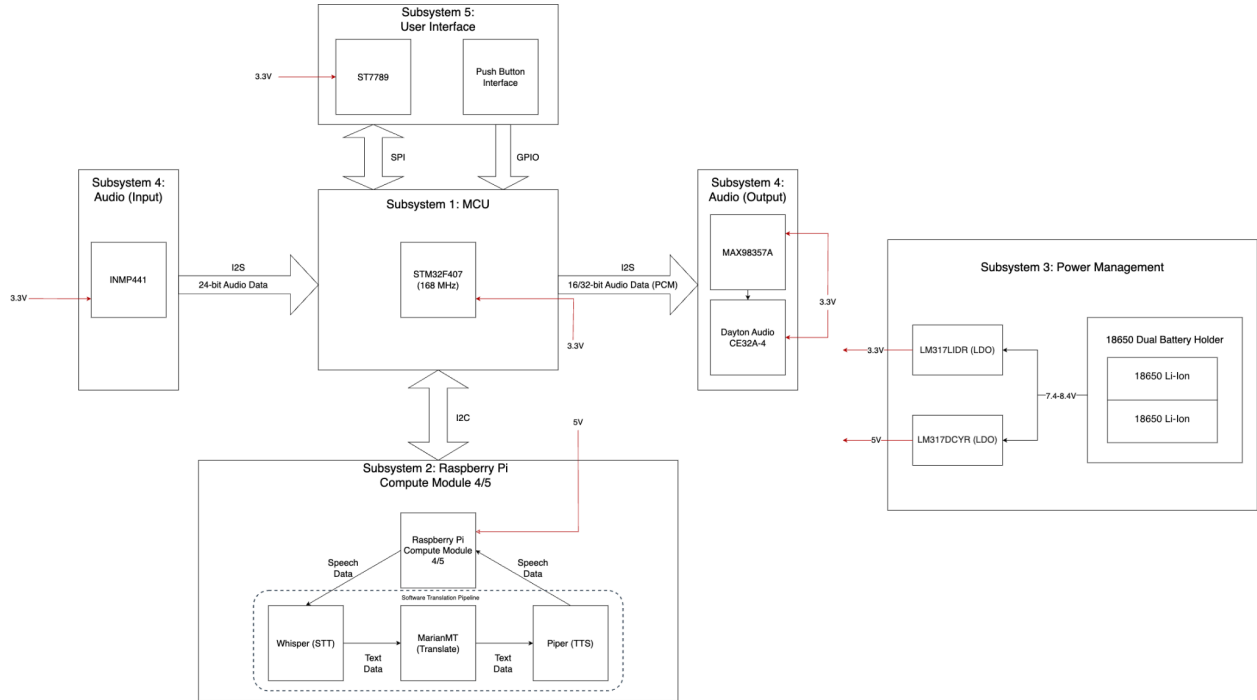 Subsystem 5:
User Interface
ST7789
Push Button
Interface
3.3V
SPI
GPIO
Subsystem 4:
Audio (Input)
INMP441
3.3V
I2S
24-bit Audio Data
Subsystem 1: MCU
STM32F407
(168 MHz)
3.3V
I2S
16/32-bit Audio Data (PCM)
Subsystem 4:
Audio
(Output)
MAX98357A
Dayton Audio
CE32A-4
3.3V
Subsystem 3: Power Management
LM317LIDR (LDO)
3.3V
LM317DCYR (LDO)
5V
7.4-8.4V
18650 Dual Battery Holder
18650 Li-Ion
18650 Li-Ion
I2C
5V
Subsystem 2: Raspberry Pi
Compute Module 4/5
Raspberry Pi
Compute Module
4/5
Speech
Data
Speech
Data
Software Translation Pipeline
Whisper (STT)
Text
Data
MarianMT
(Translate)
Text
Data
Piper (TTS)